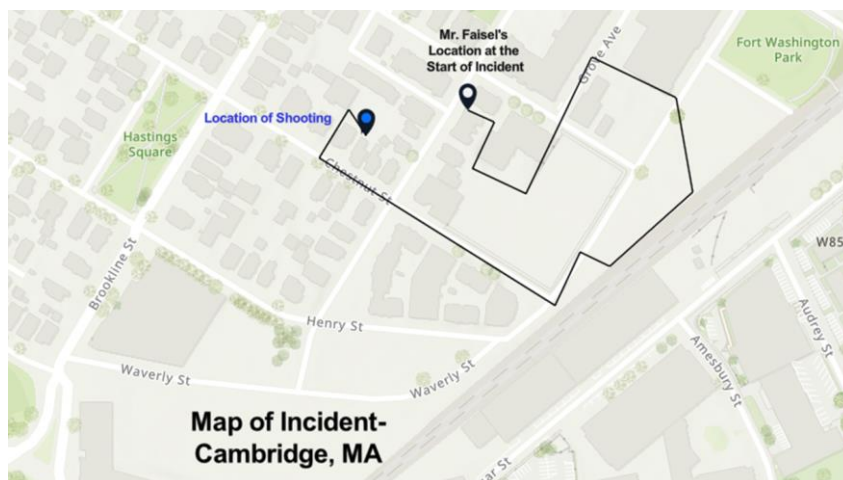 Mr. Faisel's
Location at the
Start of Incident
Grove Ave
Fort Washington
Park
Location of Shooting
Hastings
Square
Chestnut St
Brookline St
W85
Audrey St
Henry St
Amesbury St
Waverly St
Waverly St
Map of Incident-
Cambridge, MA
ar St